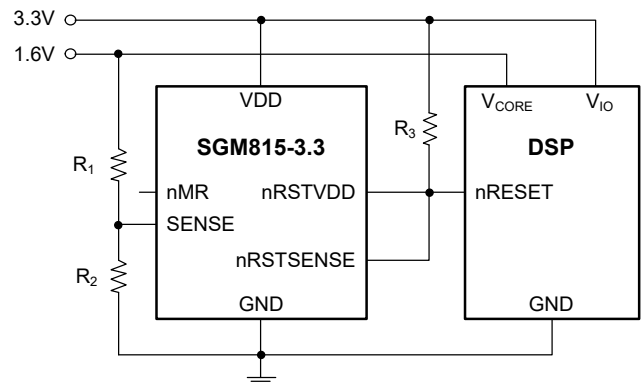 3.3V
1.6V
VDD
VCORE
VIO
SGM815-3.3
R3
DSP
R1
nMR
nRSTVDD
nRESET
SENSE
R2
nRSTSENSE
GND
GND